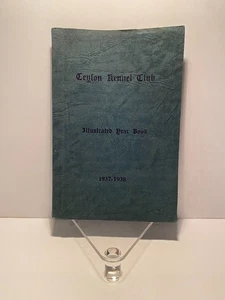 Ceylon Kennel Club
Illustrated Year Book
1937/1938